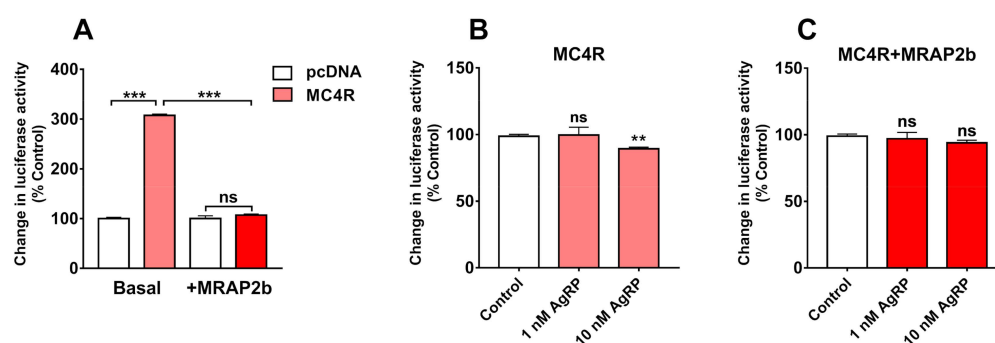 A
Change in luciferase activity
(% Control)
400
300
200
100
0
***
***
ns
Basal
+MRAP2b
pcDNA
MC4R
B
MC4R
Change in luciferase activity
(% Control)
150
100
50
0
ns
**
Control
1 nM AgRP
10 nM AgRP
C
MC4R+MRAP2b
Change in luciferase activity
(% Control)
150
100
50
0
ns
ns
Control
1 nM AgRP
10 nM AgRP